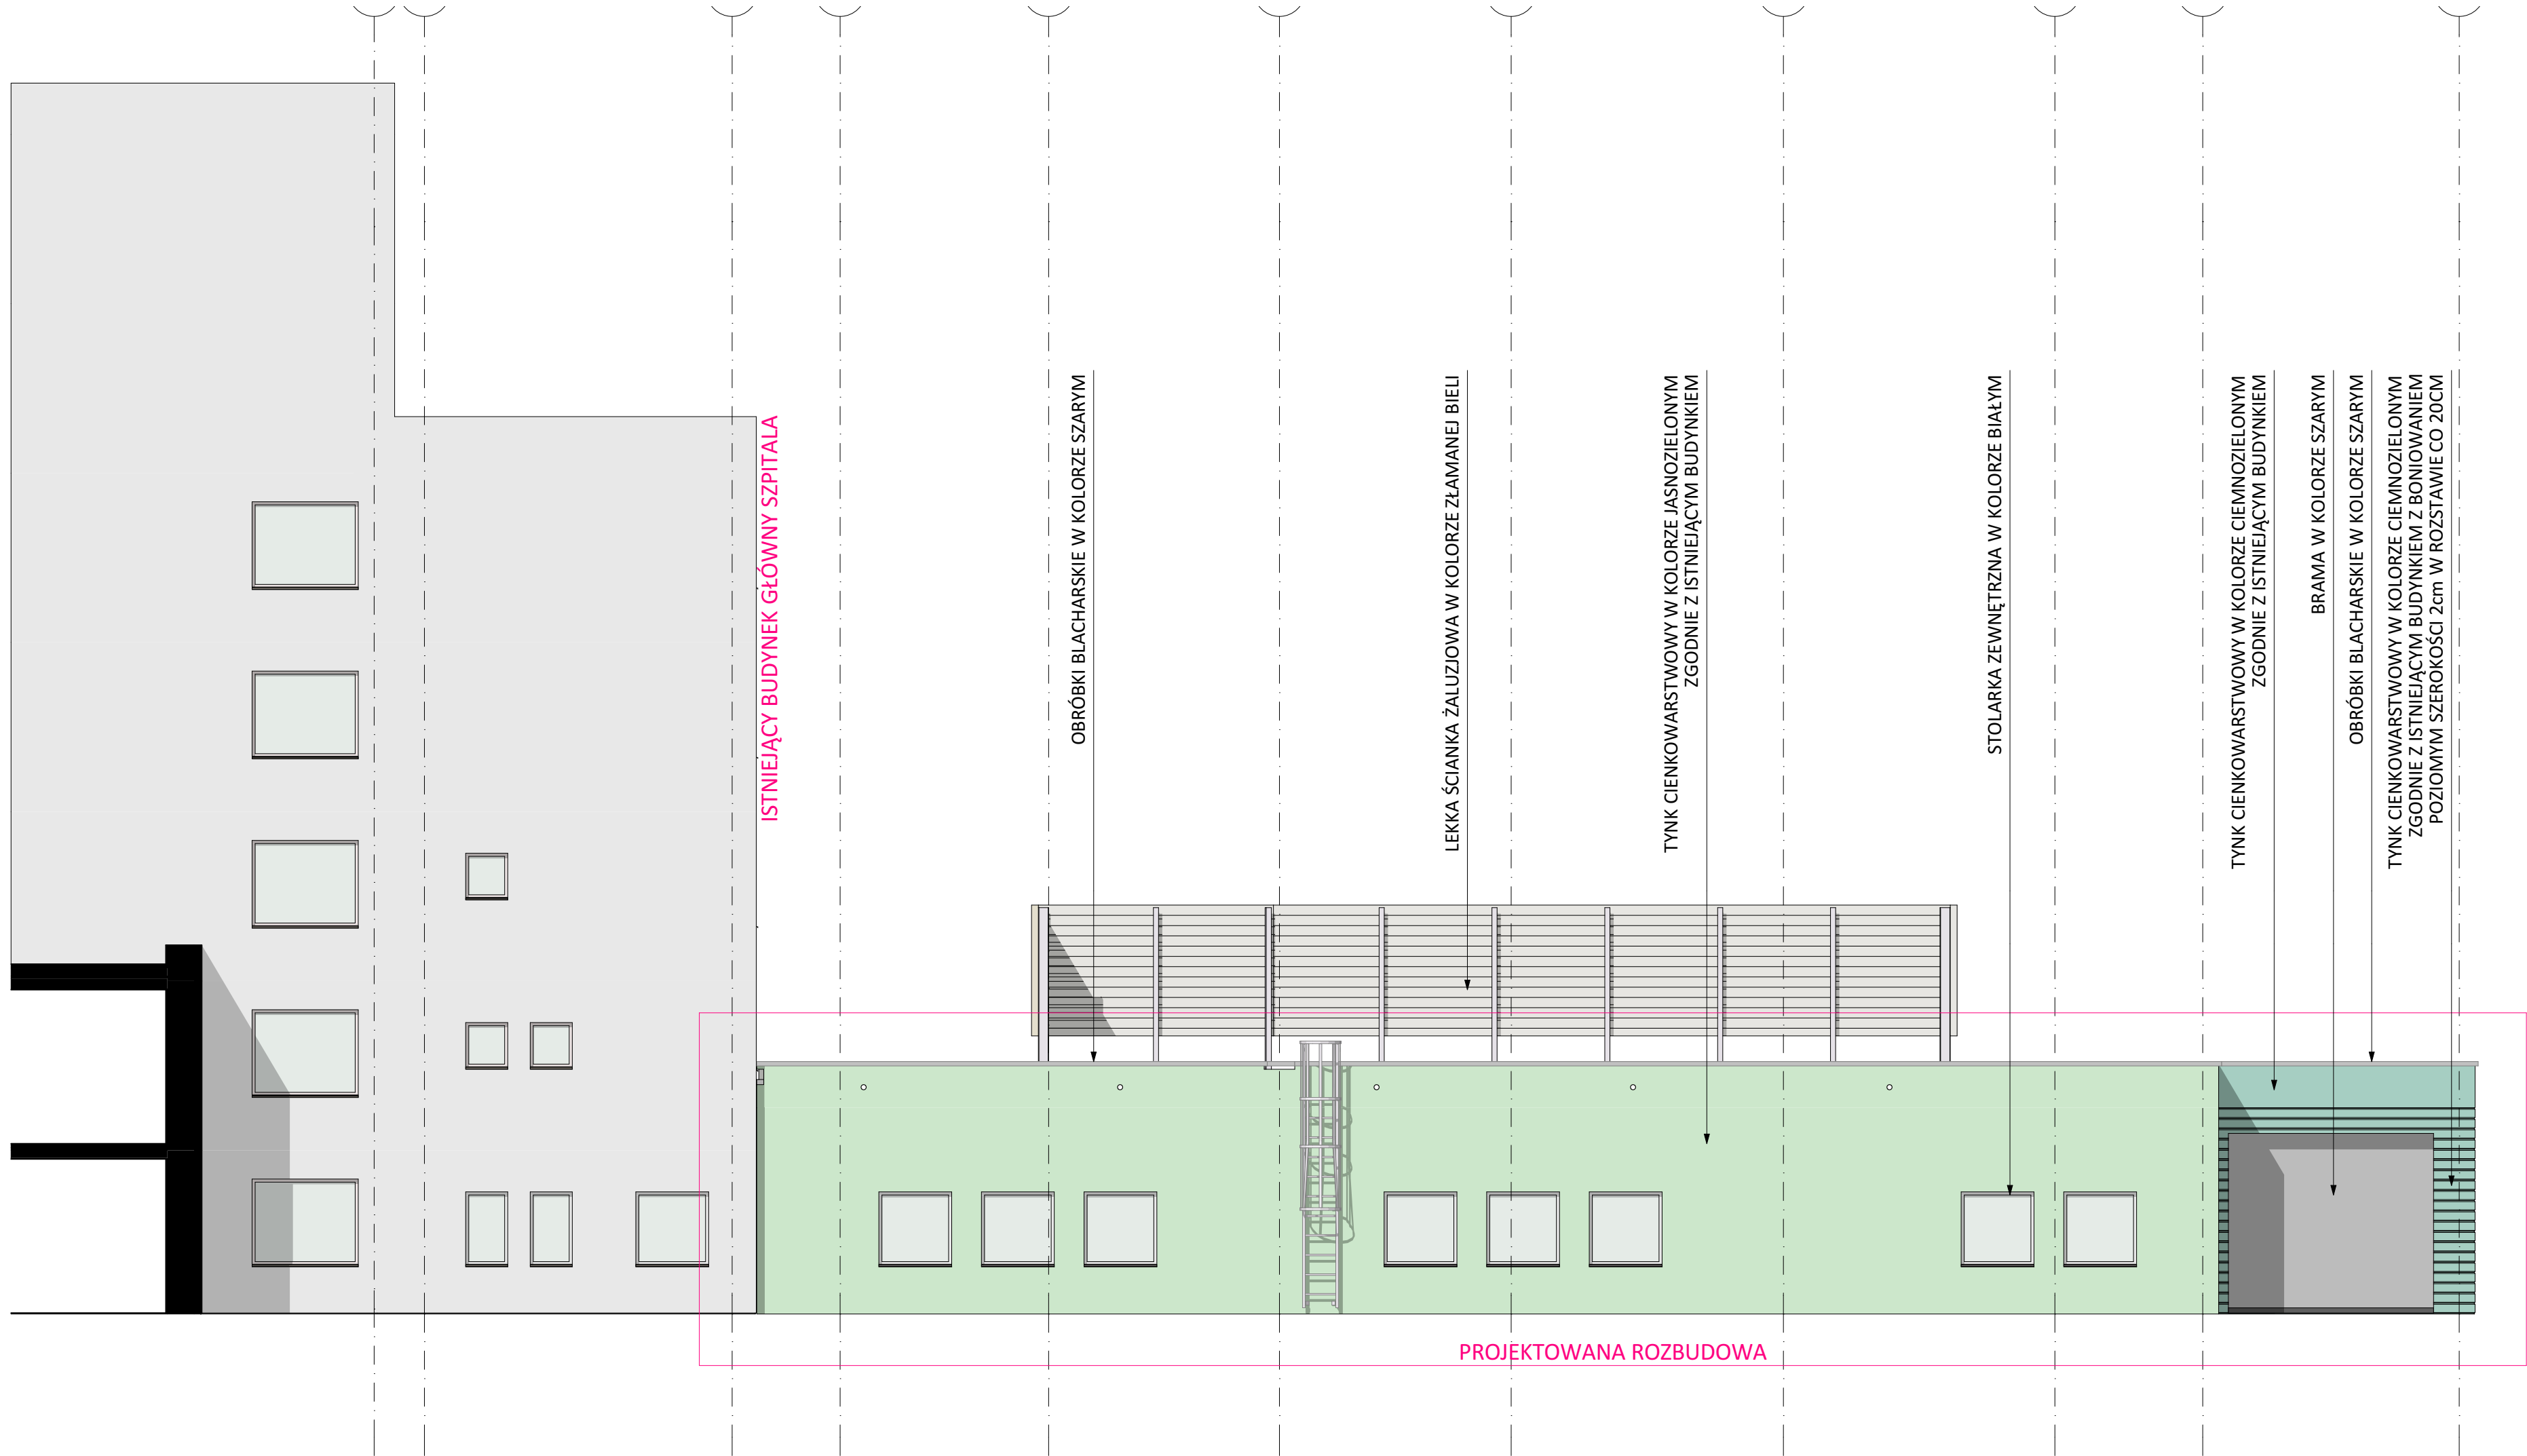 ISTNIEJĄCY BUDYNEK GŁÓWNY SZPITALA
OBRÓBKI BLACHARSKIE W KOLORZE SZARYM
LEKKA ŚCIANKA ŻALUZJOWA W KOLORZE ZŁAMANEJ BIELI
TYNK CIENKOWARSTWOWY W KOLORZE JASNOZIELONYM
ZGODNIE Z ISTNIEJĄCYM BUDYNKIEM
STOLARKA ZEWNĘTRZNA W KOLORZE BIAŁYM
TYNK CIENKOWARSTWOWY W KOLORZE CIEMNOZIELONYM
ZGODNIE Z ISTNIEJĄCYM BUDYNKIEM
BRAMA W KOLORZE SZARYM
OBRÓBKI BLACHARSKIE W KOLORZE SZARYM
TYNK CIENKOWARSTWOWY W KOLORZE CIEMNOZIELONYM
ZGODNIE Z ISTNIEJĄCYM BUDYNKIEM Z BONIOWANIEM
POZIOMYM SZEROKOŚCI 2cm W ROZSTAWIE CO 20CM
PROJEKTOWANA ROZBUDOWA